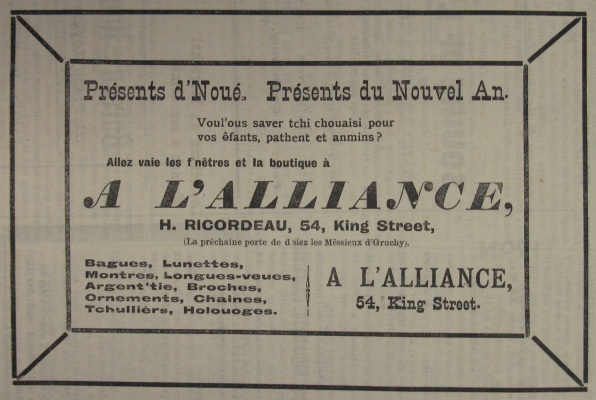 Présents d'Noué. Présents du Nouvel An.
Voul'ous saver tchi chouaisi pour
vos êfants, pathent et anmins?
Allez vaie les f'nêtres et la boutique à
A L'ALLIANCE,
H. RICORDEAU, 54, King Street,
(La préchaine porte de d'siez les Mêssieux d'Gruchy).
Bagues, Lunettes,
Montres, Longues-veues,
Argent'tie, Broches,
Ornements, Chaines,
Tchullièrs, Holouoges.
A L'ALLIANCE,
54, King Street.